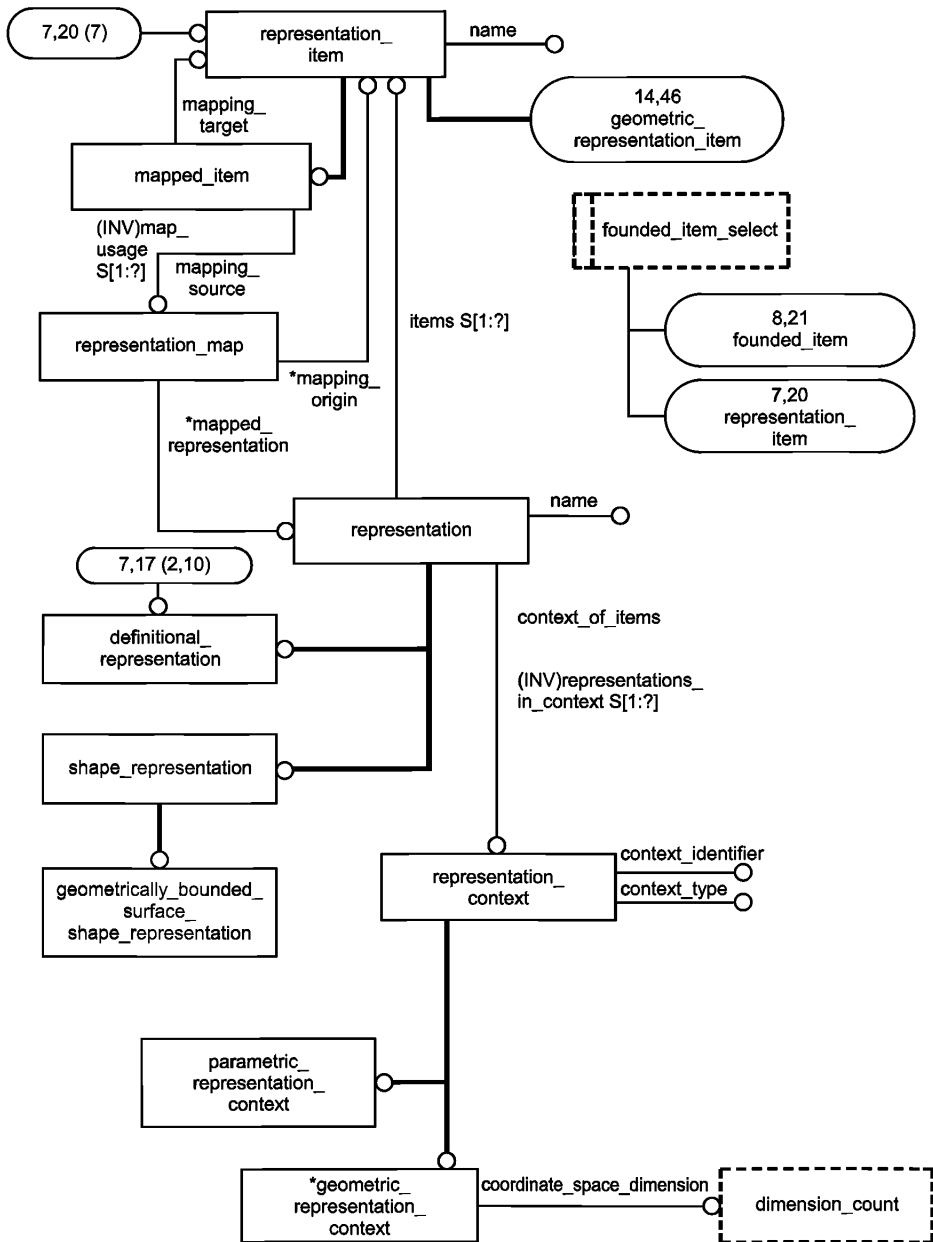 7,20 (7)
representation_
item
name
14,46
geometric_
representation_item
mapping_
target
mapped_item
founded_item_select
(INV)map_
usage
S[1:?]
mapping_
source
8,21
founded_item
items S[1:?]
representation_map
*mapping_
origin
7,20
representation_
item
*mapped_
representation
name
representation
7,17 (2,10)
definitional_
representation
context_of_items
(INV)representations_
in_context S[1:?]
shape_representation
context_identifier
representation_
context
context_type
geometrically_bounded_
surface_
shape_representation
parametric_
representation_
context
*geometric_
representation_
context
coordinate_space_dimension
dimension_count